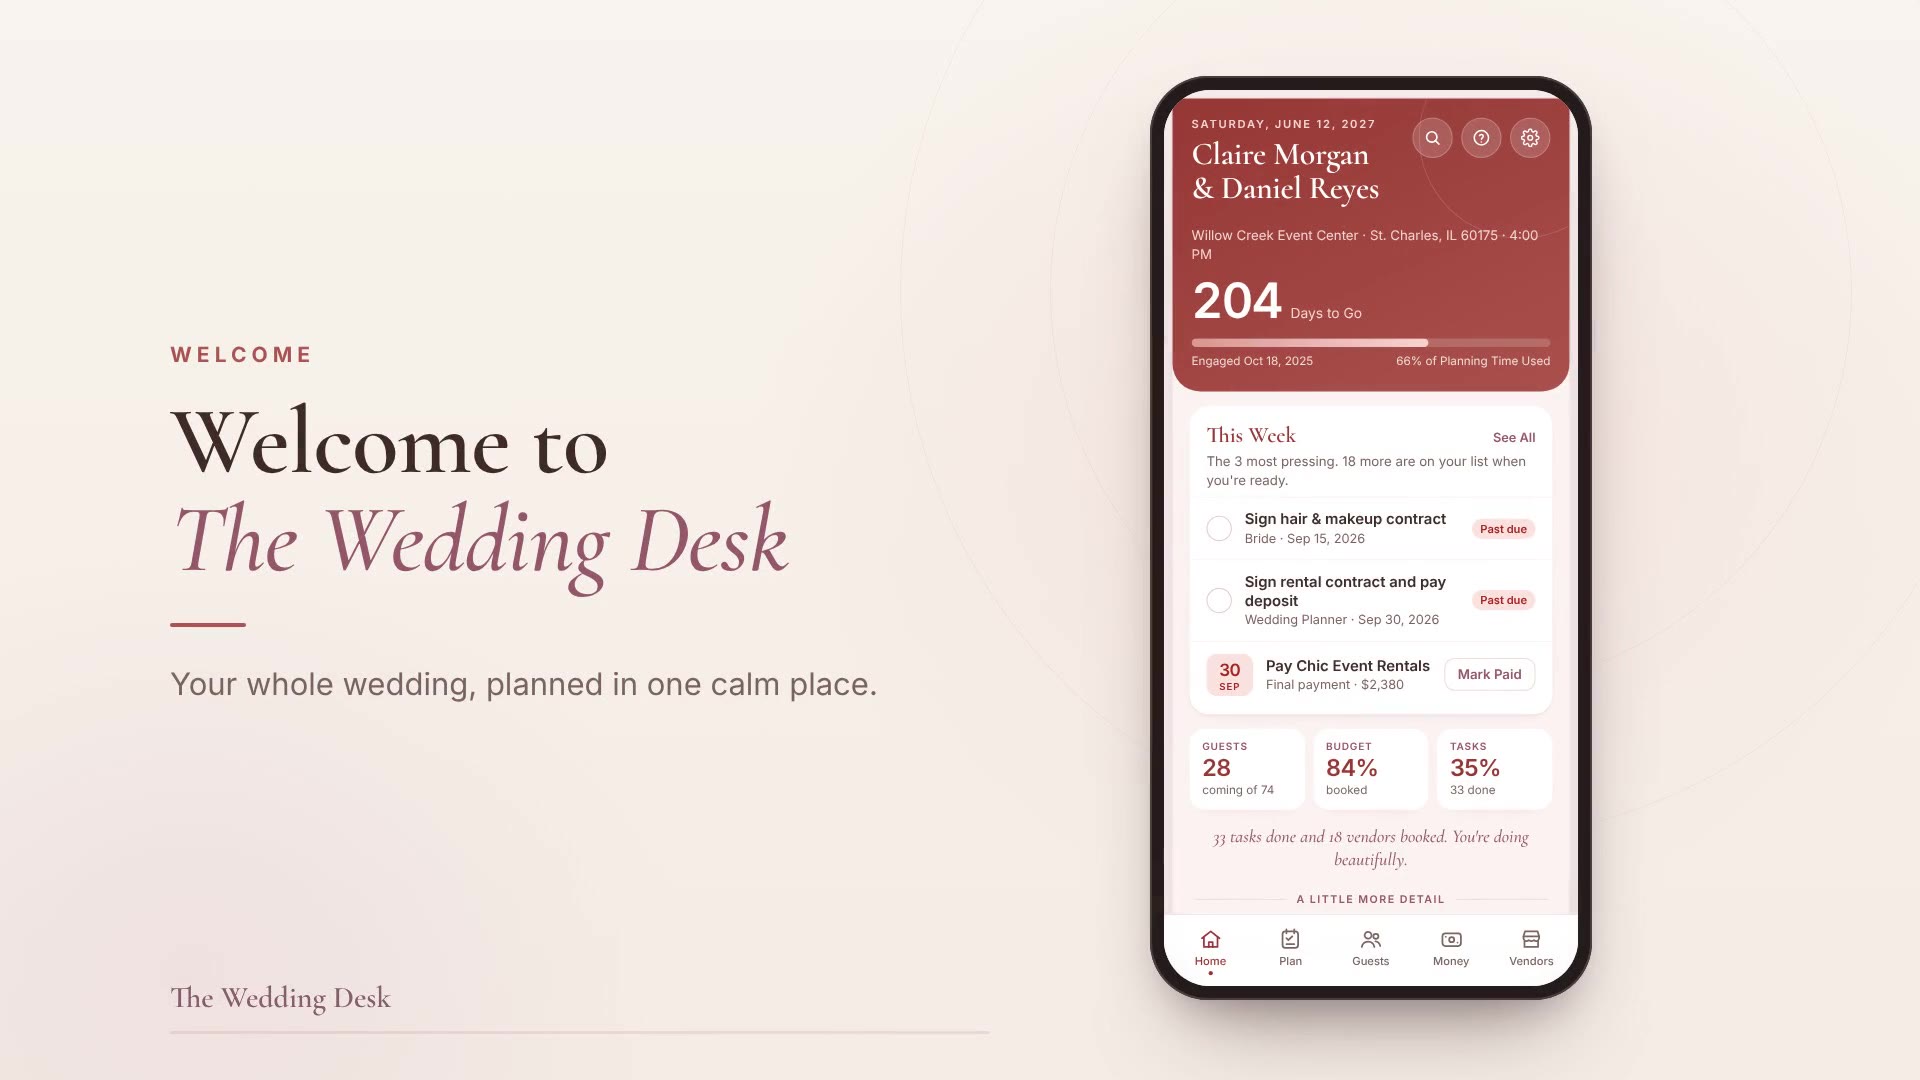 WELCOME
Welcome to
The Wedding Desk
Your whole wedding, planned in one calm place.
The Wedding Desk
SATURDAY, JUNE 12, 2027
Claire Morgan
& Daniel Reyes
Willow Creek Event Center · St. Charles, IL 60175 · 4:00
PM
204 Days to Go
Engaged Oct 18, 2025 66% of Planning Time Used
This Week See All
The 3 most pressing. 18 more are on your list when
you're ready.
Sign hair & makeup contract
Bride · Sep 15, 2026
Past due
Sign rental contract and pay
deposit
Wedding Planner · Sep 30, 2026
Past due
30
SEP
Pay Chic Event Rentals
Final payment · $2,380
Mark Paid
GUESTS
28
coming of 74
BUDGET
84%
booked
TASKS
35%
33 done
33 tasks done and 18 vendors booked. You're doing
beautifully.
A LITTLE MORE DETAIL
Home Plan Guests Money Vendors